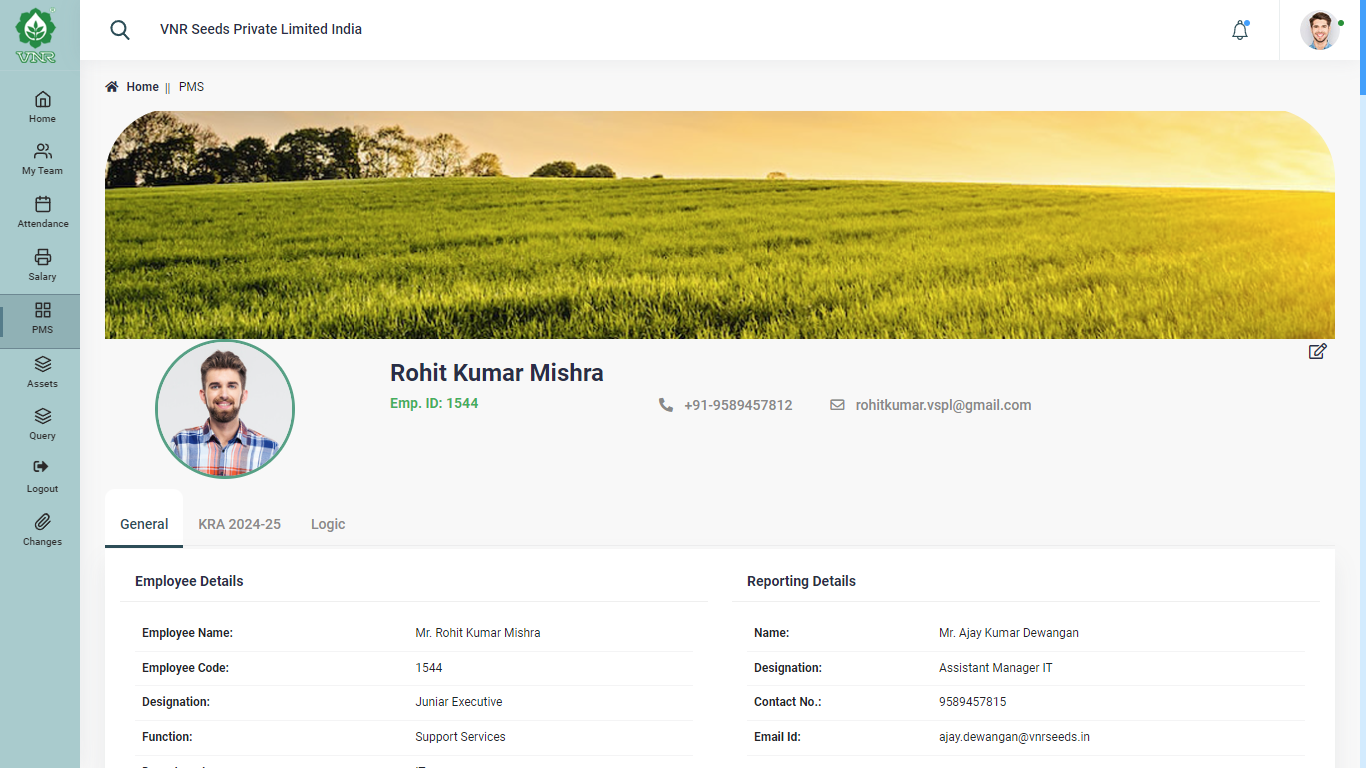 VNR
VNR Seeds Private Limited India
Home || PMS
Home
My Team
Attendance
Salary
PMS
Assets
Query
Logout
Changes
Rohit Kumar Mishra
Emp. ID: 1544
+91-9589457812
rohitkumar.vspl@gmail.com
General KRA 2024-25 Logic
Employee Details
Employee Name: Mr. Rohit Kumar Mishra
Employee Code: 1544
Designation: Juniar Executive
Function: Support Services
Reporting Details
Name: Mr. Ajay Kumar Dewangan
Designation: Assistant Manager IT
Contact No.: 9589457815
Email Id: ajay.dewangan@vnrseeds.in